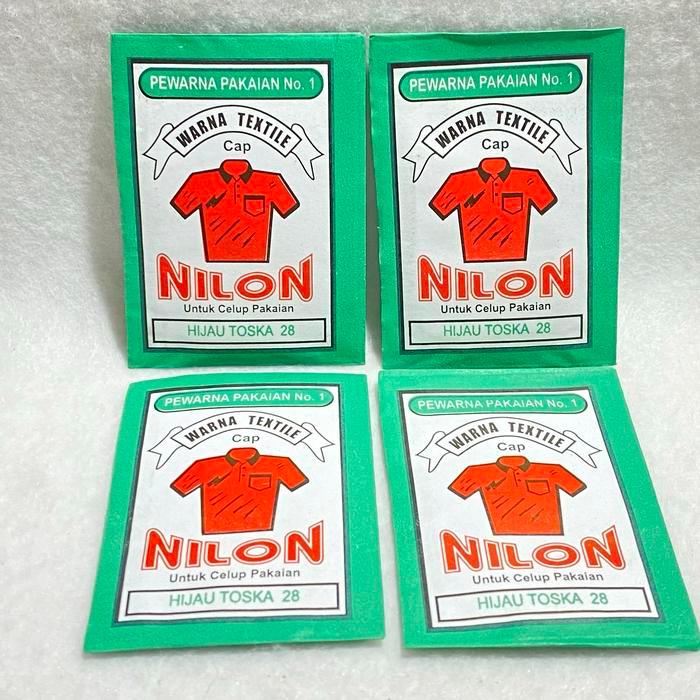 PEWARNA PAKAIAN No. 1
WARNA TEXTILE
Cap
NILON
Untuk Celup Pakaian
HIJAU TOSKA 28
PEWARNA PAKAIAN No. 1
WARNA TEXTILE
Cap
NILON
Untuk Celup Pakaian
HIJAU TOSKA 28
PEWARNA PAKAIAN No. 1
WARNA TEXTILE
Cap
NILON
Untuk Celup Pakaian
HIJAU TOSKA 28
PEWARNA PAKAIAN No. 1
WARNA TEXTILE
Cap
NILON
Untuk Celup Pakaian
HIJAU TOSKA 28